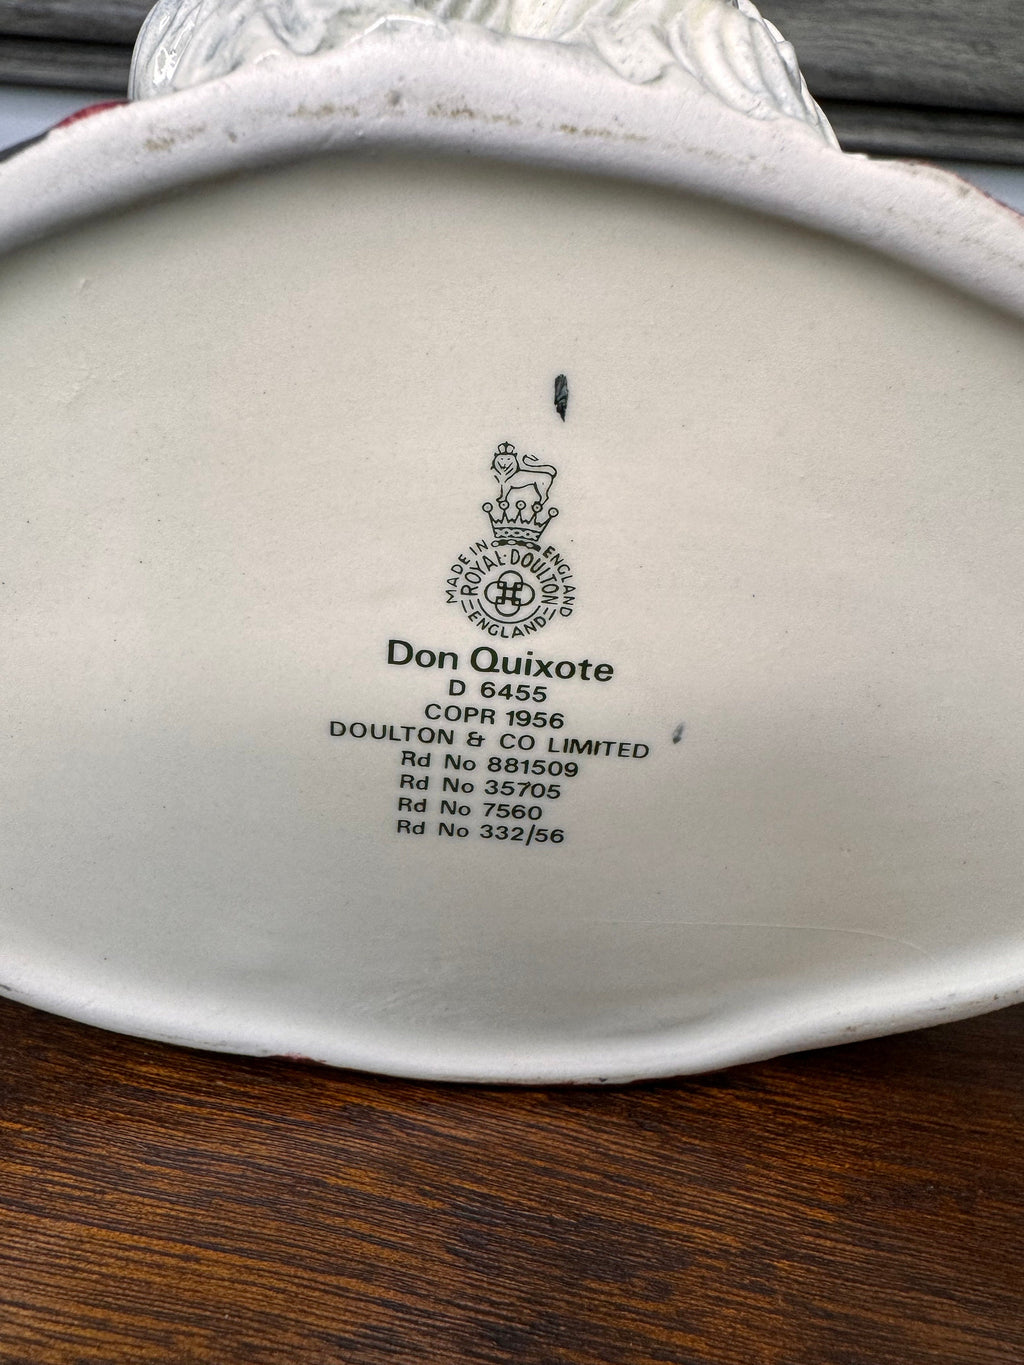 MADE IN ENGLAND
ROYAL·DOULTON
ENGLAND
Don Quixote
D 6455
COPR 1956
DOULTON & CO LIMITED
Rd No 881509
Rd No 35705
Rd No 7560
Rd No 332/56